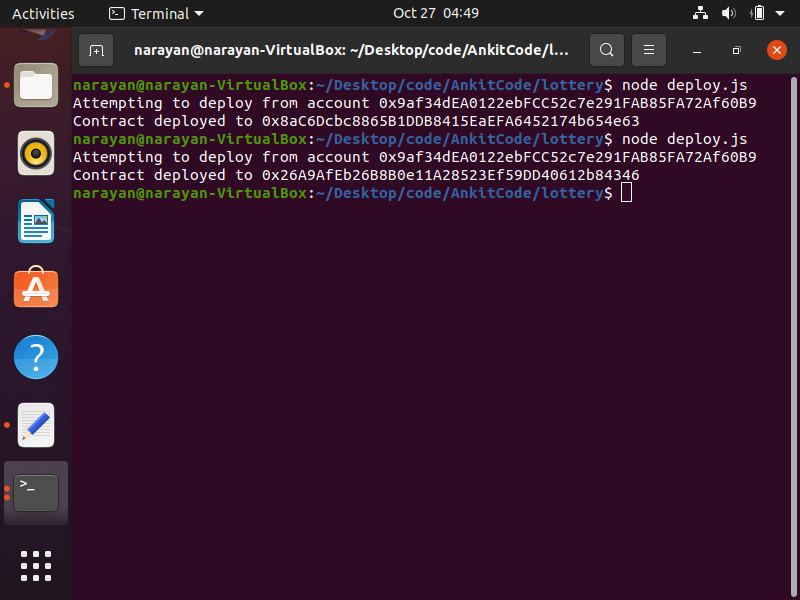 Activities Terminal Oct 27 04:49
narayan@narayan-VirtualBox: ~/Desktop/code/AnkitCode/l...
narayan@narayan-VirtualBox:~/Desktop/code/AnkitCode/lottery$ node deploy.js
Attempting to deploy from account 0x9af34dEA0122ebFCC52c7e291FAB85FA72Af60B9
Contract deployed to 0x8aC6Dcbc8865B1DDB8415EaEFA6452174b654e63
narayan@narayan-VirtualBox:~/Desktop/code/AnkitCode/lottery$ node deploy.js
Attempting to deploy from account 0x9af34dEA0122ebFCC52c7e291FAB85FA72Af60B9
Contract deployed to 0x26A9AfEb26B8B0e11A28523Ef59DD40612b84346
narayan@narayan-VirtualBox:~/Desktop/code/AnkitCode/lottery$